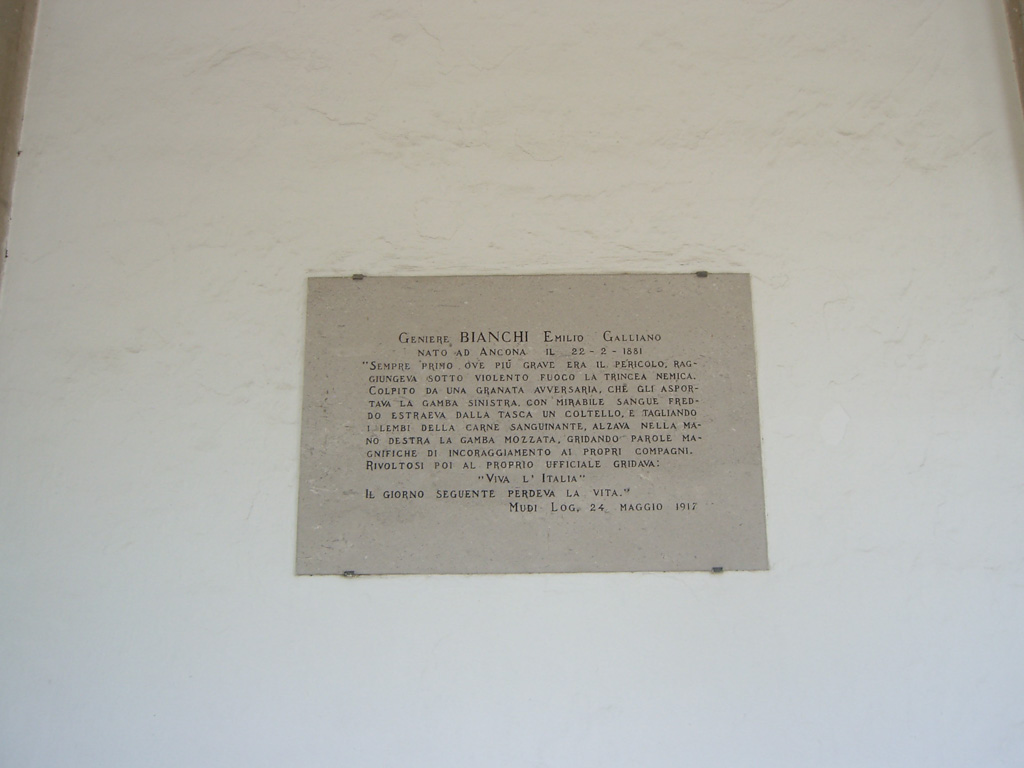 GENIERE BIANCHI EMILIO GALLIANO
NATO AD ANCONA IL 22-2-1881
"SEMPRE PRIMO OVE PIÙ GRAVE ERA IL PERICOLO, RAG-
GIUNGEVA SOTTO VIOLENTO FUOCO LA TRINCEA NEMICA.
COLPITO DA UNA GRANATA AVVERSARIA, CHE GLI ASPOR-
TAVA LA GAMBA SINISTRA, CON MIRABILE SANGUE FRED-
DO ESTRAEVA DALLA TASCA UN COLTELLO, E TAGLIANDO
I LEMBI DELLA CARNE SANGUINANTE, ALZAVA NELLA MA-
NO DESTRA LA GAMBA MOZZATA, GRIDANDO PAROLE MA-
GNIFICHE DI INCORAGGIAMENTO AI PROPRI COMPAGNI.
RIVOLTOSI POI AL PROPRIO UFFICIALE GRIDAVA:
"VIVA L'ITALIA"
IL GIORNO SEGUENTE PERDEVA LA VITA."
MUDI LOG, 24 MAGGIO 1917